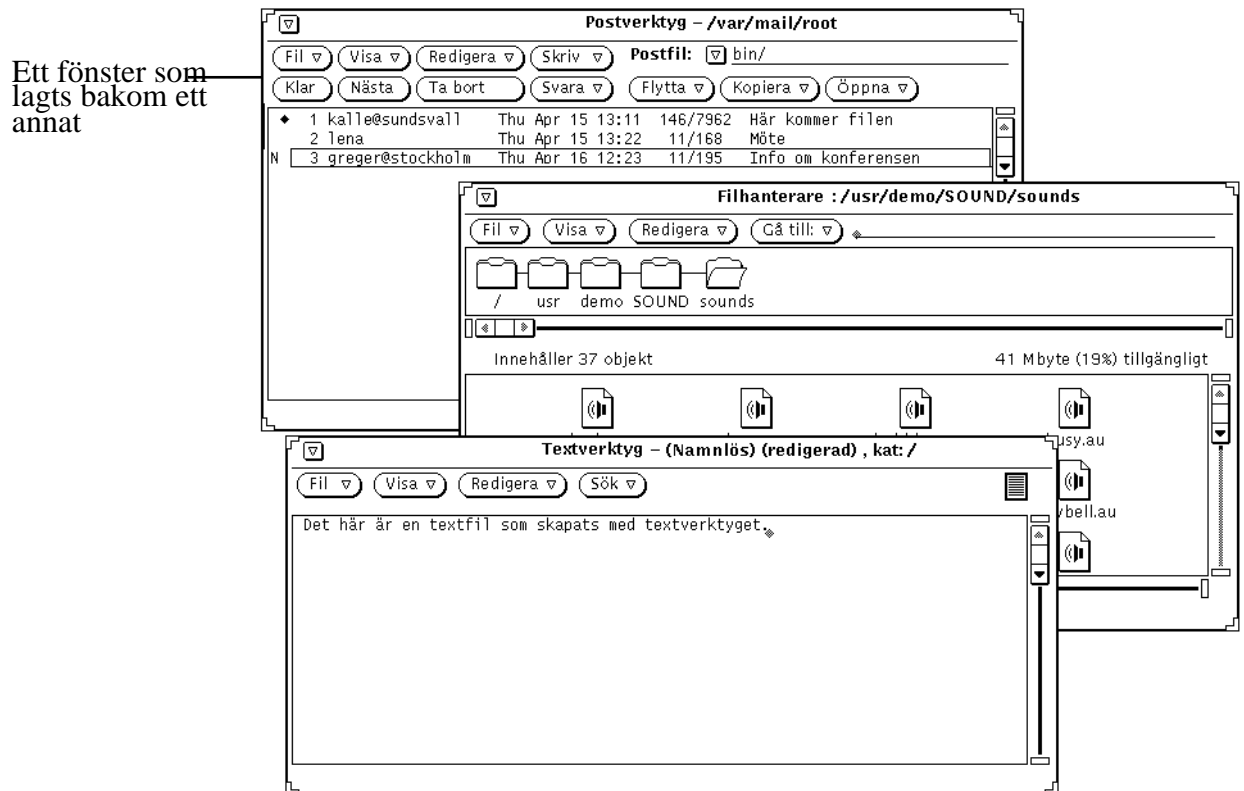 Ett fönster som
lagts bakom ett
annat
Postverktyg – /var/mail/root
Fil Visa Redigera Skriv Postfil: bin/
Klar Nästa Ta bort Svara Flytta Kopiera Öppna
1 kalle@sundsvall Thu Apr 15 13:11 146/7962 Här kommer filen
2 lena Thu Apr 15 13:22 11/168 Möte
N 3 greger@stockholm Thu Apr 16 12:23 11/195 Info om konferensen
Filhanterare : /usr/demo/SOUND/sounds
Fil Visa Redigera Gå till:
/ usr demo SOUND sounds
Innehåller 37 objekt 41 Mbyte (19%) tillgängligt
usy.au
bell.au
Textverktyg – (Namnlös) (redigerad) , kat: /
Fil Visa Redigera Sök
Det här är en textfil som skapats med textverktyget.